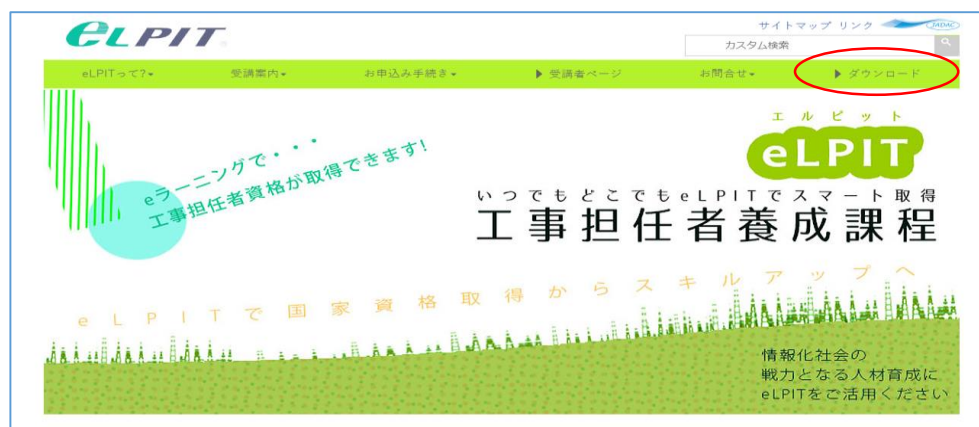 eLPIT
サイトマップ リンク JADAC
カスタム検索
eLPITって?▾ 受講案内▾ お申込み手続き▾ ▶ 受講者ページ お問合せ▾ ▶ ダウンロード
エルピット
eLPIT
eラーニングで・・・
工事担任者資格が取得できます!
いつでもどこでもeLPITでスマート取得
工事担任者養成課程
eLPITで国家資格取得からスキルアップへ
情報化社会の
戦力となる人材育成に
eLPITをご活用ください